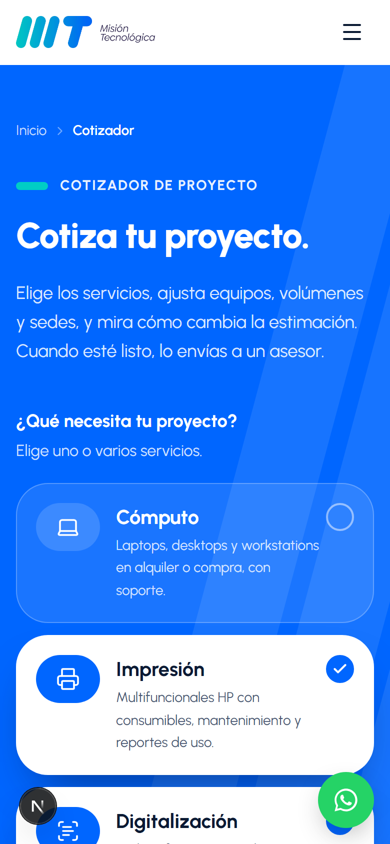 MT Misión
Tecnológica
Inicio > Cotizador
COTIZADOR DE PROYECTO
Cotiza tu proyecto.
Elige los servicios, ajusta equipos, volúmenes
y sedes, y mira cómo cambia la estimación.
Cuando esté listo, lo envías a un asesor.
¿Qué necesita tu proyecto?
Elige uno o varios servicios.
Cómputo
Laptops, desktops y workstations
en alquiler o compra, con
soporte.
Impresión
Multifuncionales HP con
consumibles, mantenimiento y
reportes de uso.
N
Digitalización